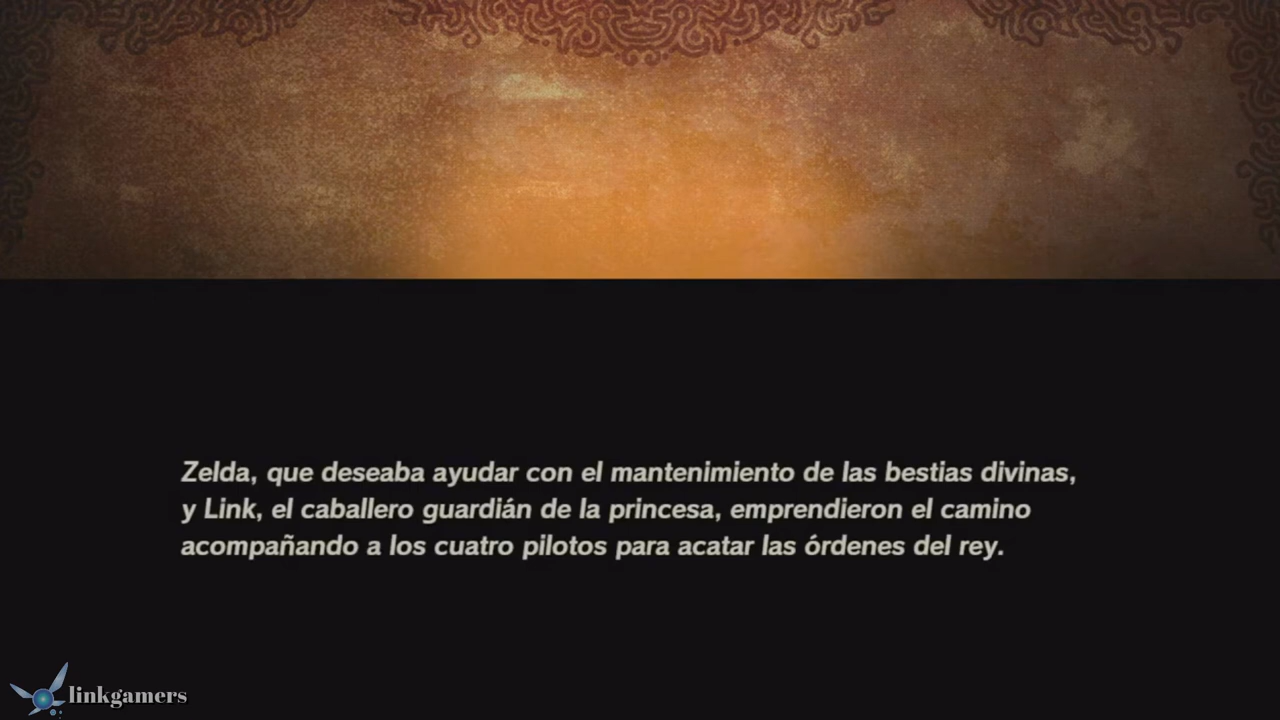 Zelda, que deseaba ayudar con el mantenimiento de las bestias divinas,
y Link, el caballero guardián de la princesa, emprendieron el camino
acompañando a los cuatro pilotos para acatar las órdenes del rey.
linkgamers